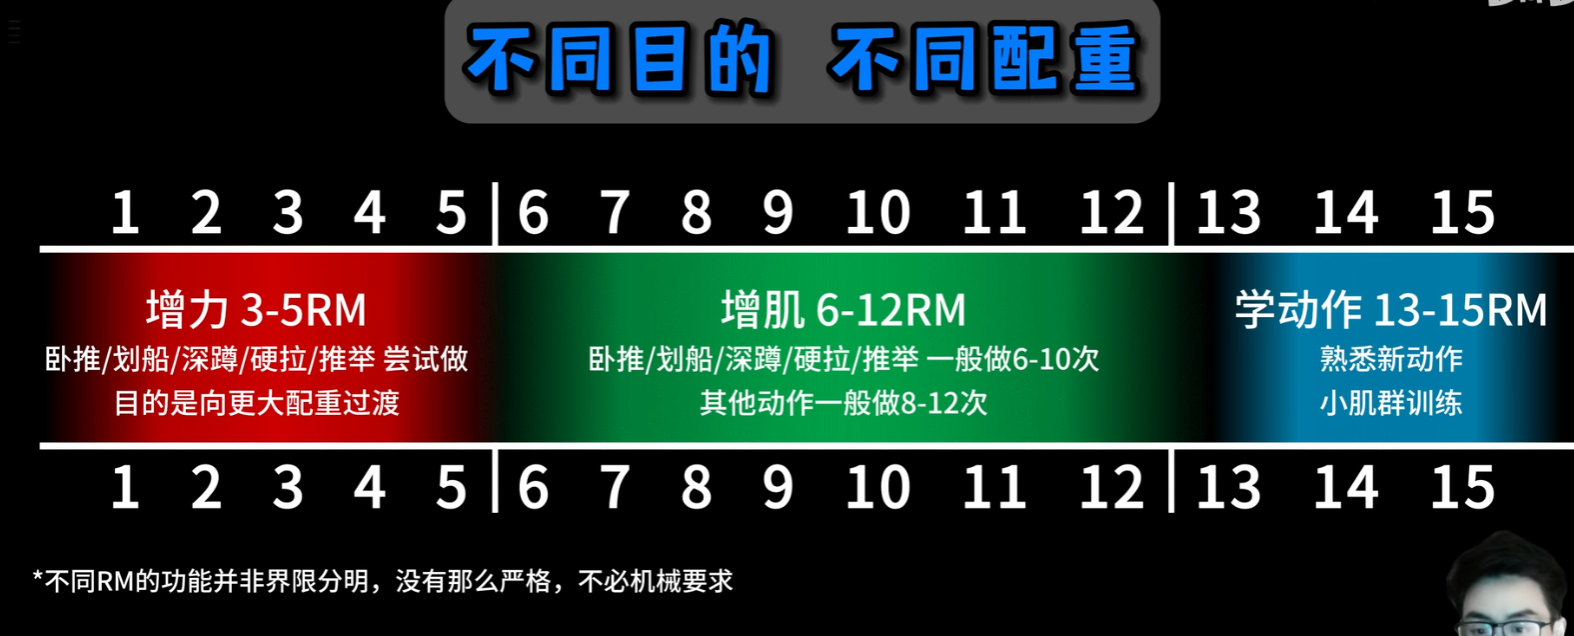 不同目的 不同配重
1 2 3 4 5 6 7 8 9 10 11 12 13 14 15
增力 3-5RM
卧推/划船/深蹲/硬拉/推举 尝试做
目的是向更大配重过渡
增肌 6-12RM
卧推/划船/深蹲/硬拉/推举 一般做6-10次
其他动作一般做8-12次
学动作 13-15RM
熟悉新动作
小肌群训练
1 2 3 4 5 6 7 8 9 10 11 12 13 14 15
*不同RM的功能并非界限分明，没有那么严格，不必机械要求